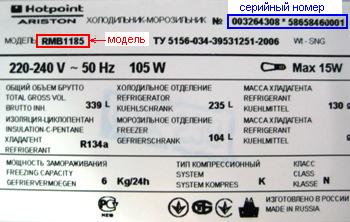 Hotpoint
ARISTON
серийный номер
ХОЛОДИЛЬНИК-МОРОЗИЛЬНИК № 003264308 * 58658460001
МОДЕЛЬ RMB1185 модель ТУ 5156-034-39531251-2006 Wt - SNG
220-240 V ~ 50 Hz 105 W Max 15W
ОБЩИЙ ОБЪЕМ БРУТТО
TOTAL GROSS VOL.
BRUTTO INH 339 L
ХОЛОДИЛЬНОЕ ОТДЕЛЕНИЕ
REFRIGERATOR
KUEHLSCHRANK 235 L
МАССА ХЛАДАГЕНТА
REFRIGERANT
KUEHLMITTEL
ИЗОЛЯЦИЯ-ЦИКЛОПЕНТАН
INSULATION-C-PENTANE
ХЛАДАГЕНТ
REFRIGERANT R134a
МОРОЗИЛЬНОЕ ОТДЕЛЕНИЕ
FREEZER
GEFRIERSCHRANK 104 L
МАССА ХЛАДАГЕНТА
REFRIGERANT
KUEHLMITTEL
МОЩНОСТЬ ЗАМОРАЖИВАНИЯ
FREEZING CAPACITY
GEFRIERVERMOEGEN 6 Kg/24h
ТИП КОМПРЕССИОННЫЙ
SYSTEM
SYSTEM KOMPRES K
КЛАСС
CLASS
KLASSE N
ИЗГОТОВЛЕНО В РОССИИ
MADE IN RUSSIA